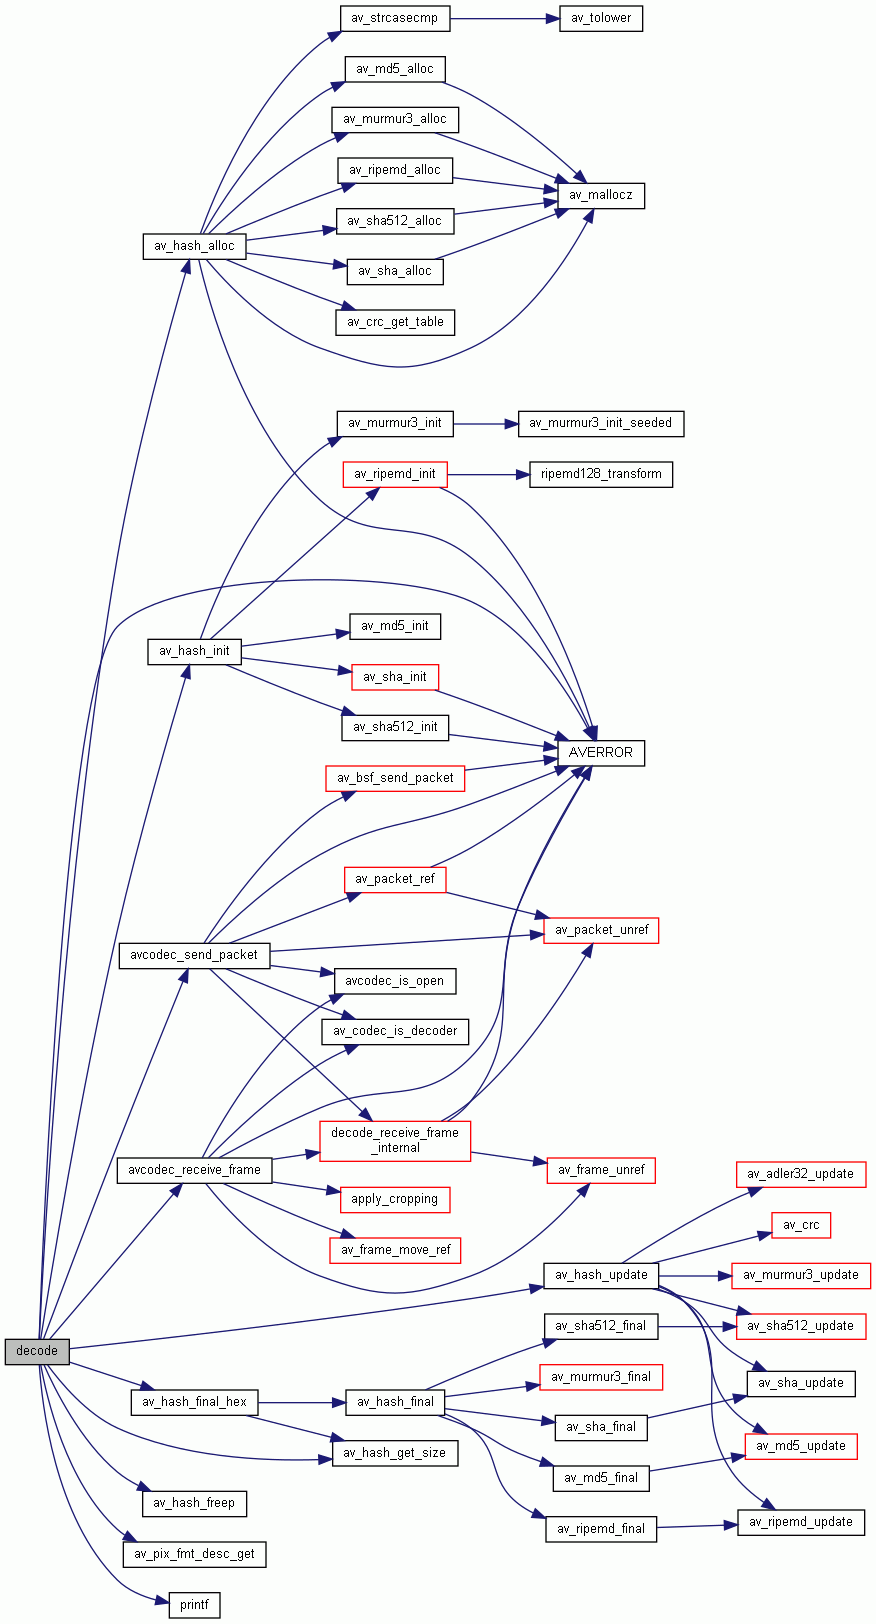 av_strcasecmp
av_tolower
av_md5_alloc
av_murmur3_alloc
av_ripemd_alloc
av_mallocz
av_sha512_alloc
av_hash_alloc
av_sha_alloc
av_crc_get_table
av_murmur3_init
av_murmur3_init_seeded
av_ripemd_init
ripemd128_transform
av_md5_init
av_hash_init
av_sha_init
av_sha512_init
AVERROR
av_bsf_send_packet
av_packet_ref
av_packet_unref
avcodec_send_packet
avcodec_is_open
av_codec_is_decoder
decode_receive_frame
_internal
avcodec_receive_frame
av_frame_unref
av_adler32_update
apply_cropping
av_crc
av_frame_move_ref
av_hash_update
av_murmur3_update
av_sha512_final
av_sha512_update
decode
av_murmur3_final
av_sha_update
av_hash_final_hex
av_hash_final
av_sha_final
av_hash_get_size
av_md5_update
av_md5_final
av_hash_freep
av_ripemd_final
av_ripemd_update
av_pix_fmt_desc_get
printf